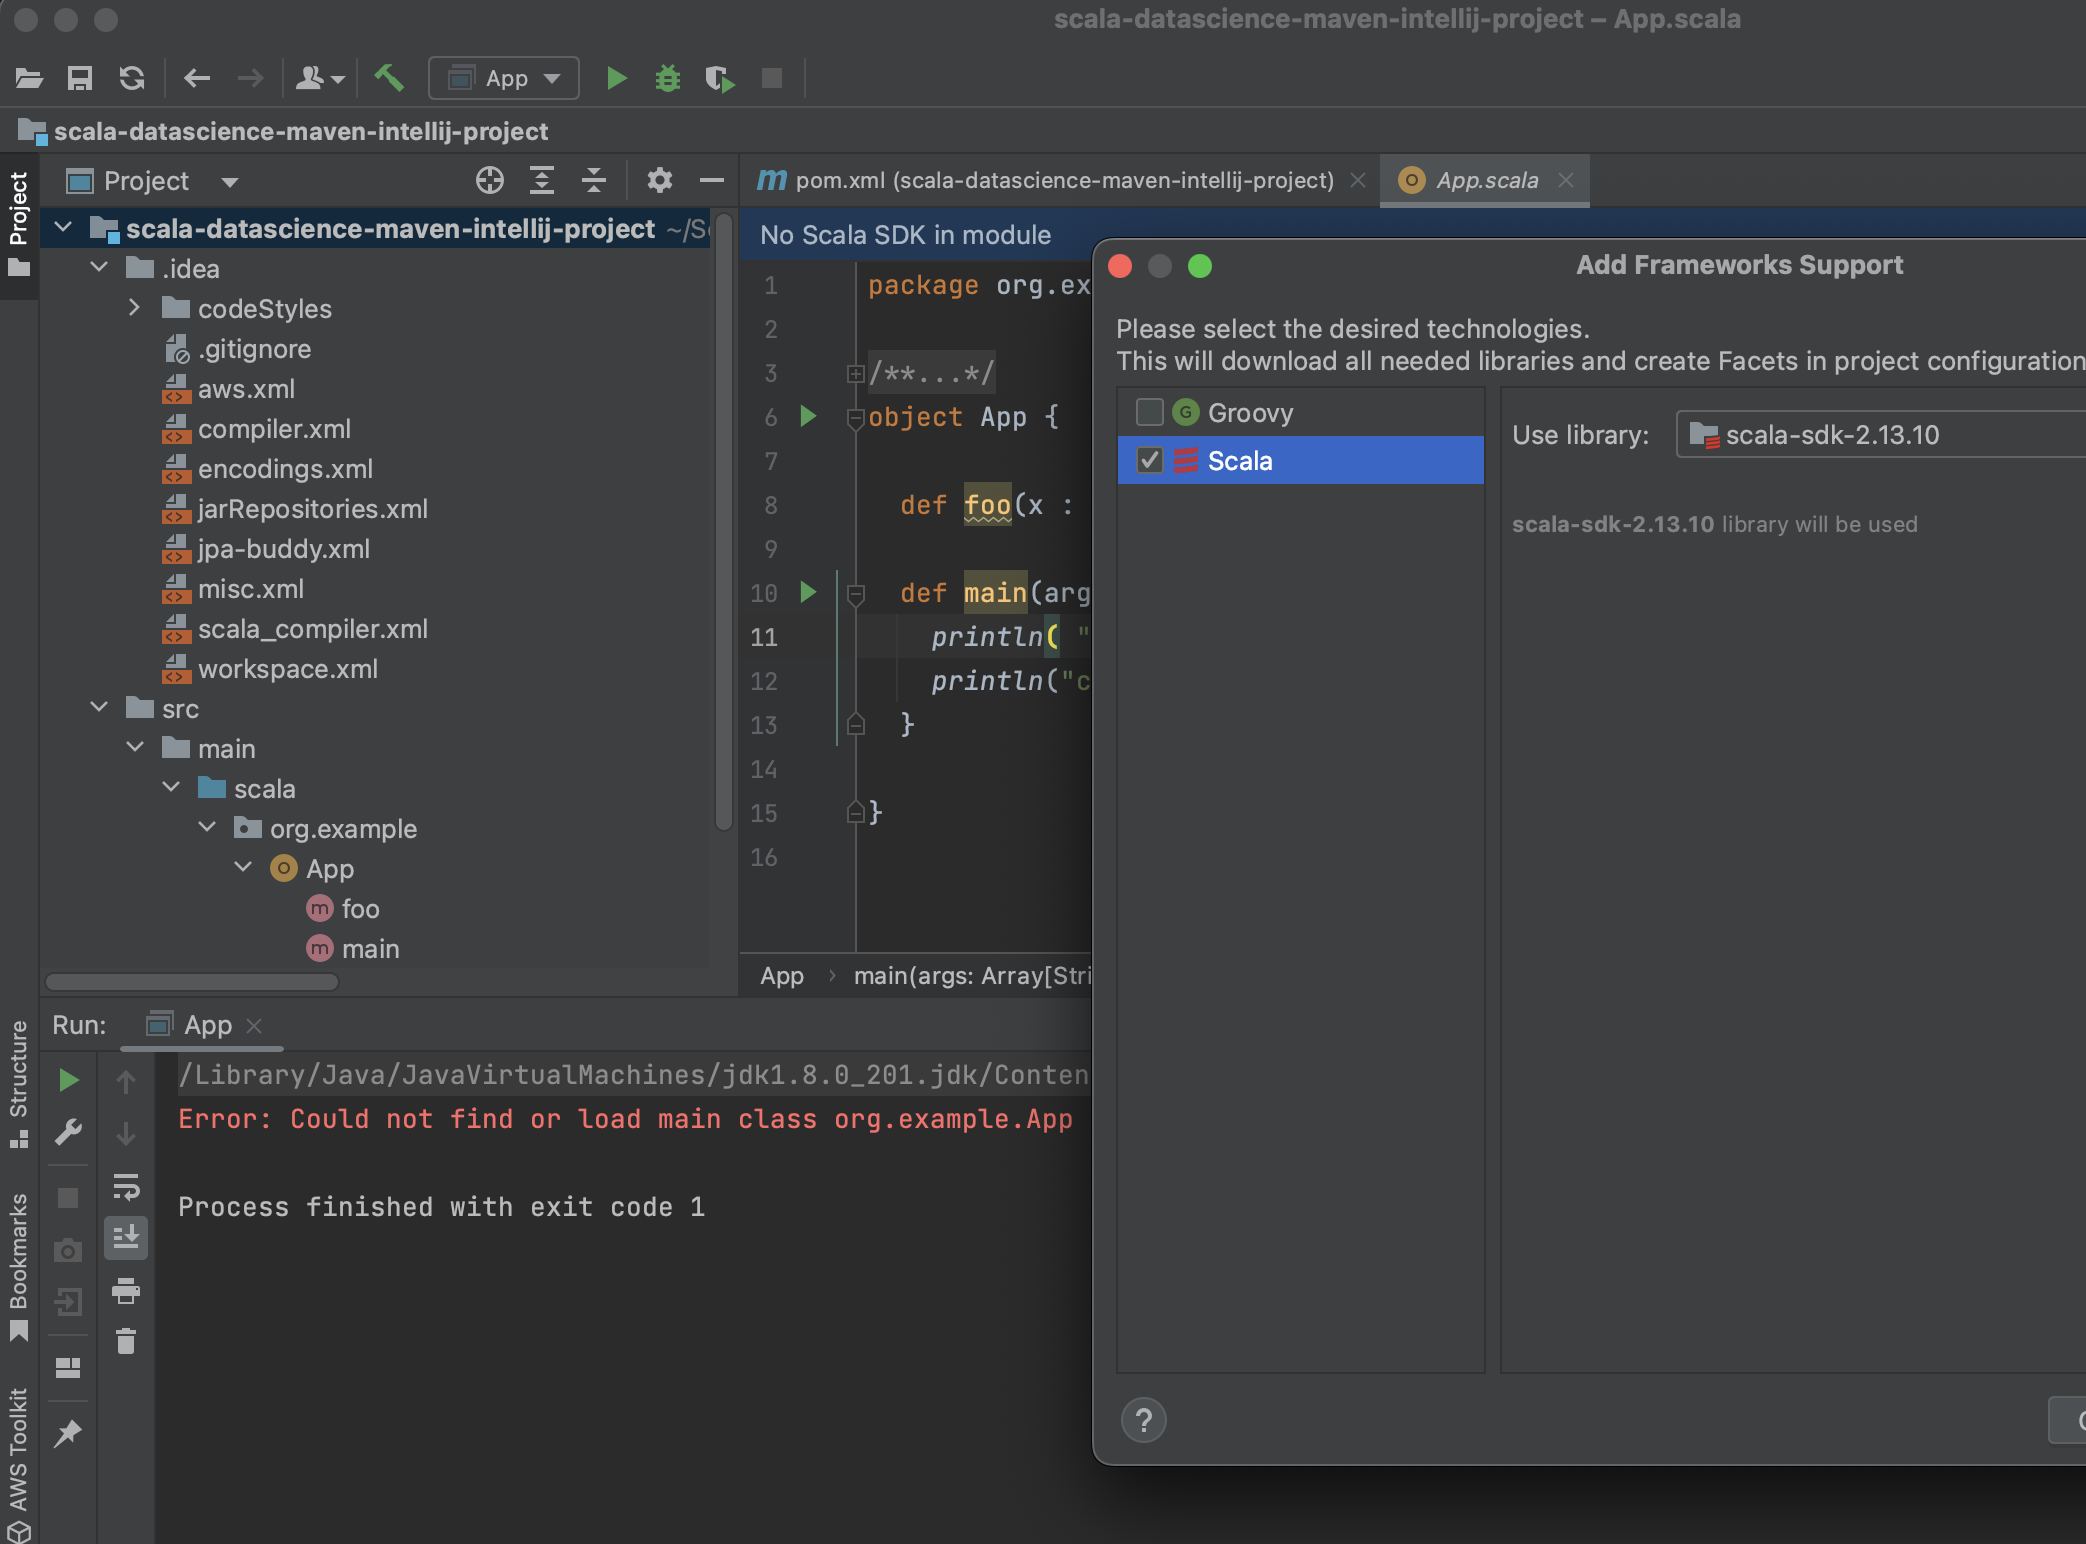 scala-datascience-maven-intellij-project – App.scala
App
scala-datascience-maven-intellij-project
Project
Project
scala-datascience-maven-intellij-project ~/S
.idea
codeStyles
.gitignore
aws.xml
compiler.xml
encodings.xml
jarRepositories.xml
jpa-buddy.xml
misc.xml
scala_compiler.xml
workspace.xml
src
main
scala
org.example
App
foo
main
pom.xml (scala-datascience-maven-intellij-project)
App.scala
No Scala SDK in module
1 package org.ex
2
3 /**...*/
6 object App {
7
8 def foo(x :
9
10 def main(arg
11 println( "
12 println("c
13 }
14
15 }
16
App > main(args: Array[Stri
Add Frameworks Support
Please select the desired technologies.
This will download all needed libraries and create Facets in project configuration
Groovy
Scala
Use library: scala-sdk-2.13.10
scala-sdk-2.13.10 library will be used
?
Run: App
/Library/Java/JavaVirtualMachines/jdk1.8.0_201.jdk/Conten
Error: Could not find or load main class org.example.App
Process finished with exit code 1
Structure
Bookmarks
AWS Toolkit